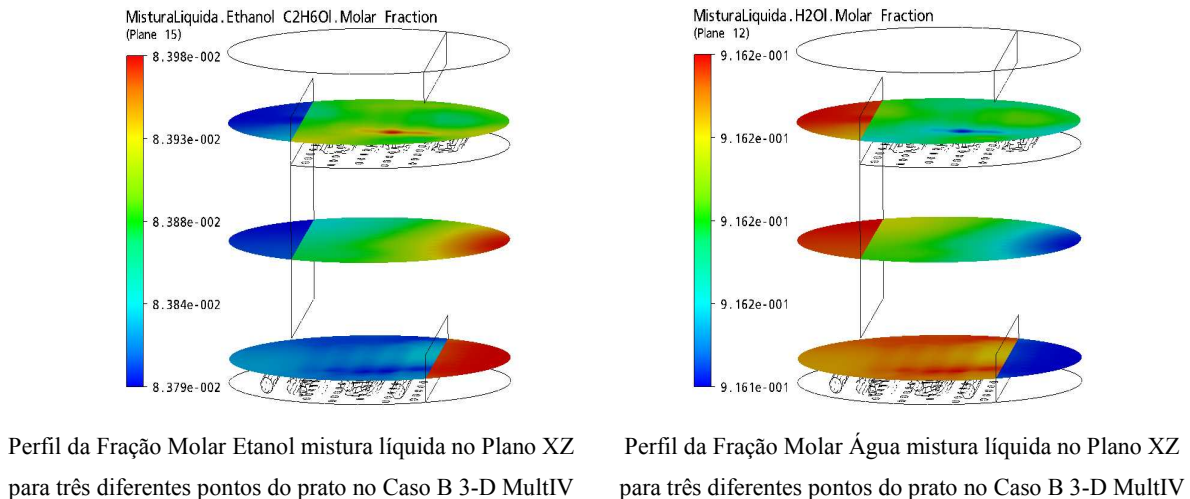 MisturaLiquida.Ethanol C2H6Ol.Molar Fraction
(Plane 15)
8.398e-002
8.393e-002
8.388e-002
8.384e-002
8.379e-002
MisturaLiquida.H2Ol.Molar Fraction
(Plane 12)
9.162e-001
9.162e-001
9.162e-001
9.162e-001
9.161e-001
Perfil da Fração Molar Etanol mistura líquida no Plano XZ
para três diferentes pontos do prato no Caso B 3-D MultIV
Perfil da Fração Molar Água mistura líquida no Plano XZ
para três diferentes pontos do prato no Caso B 3-D MultIV